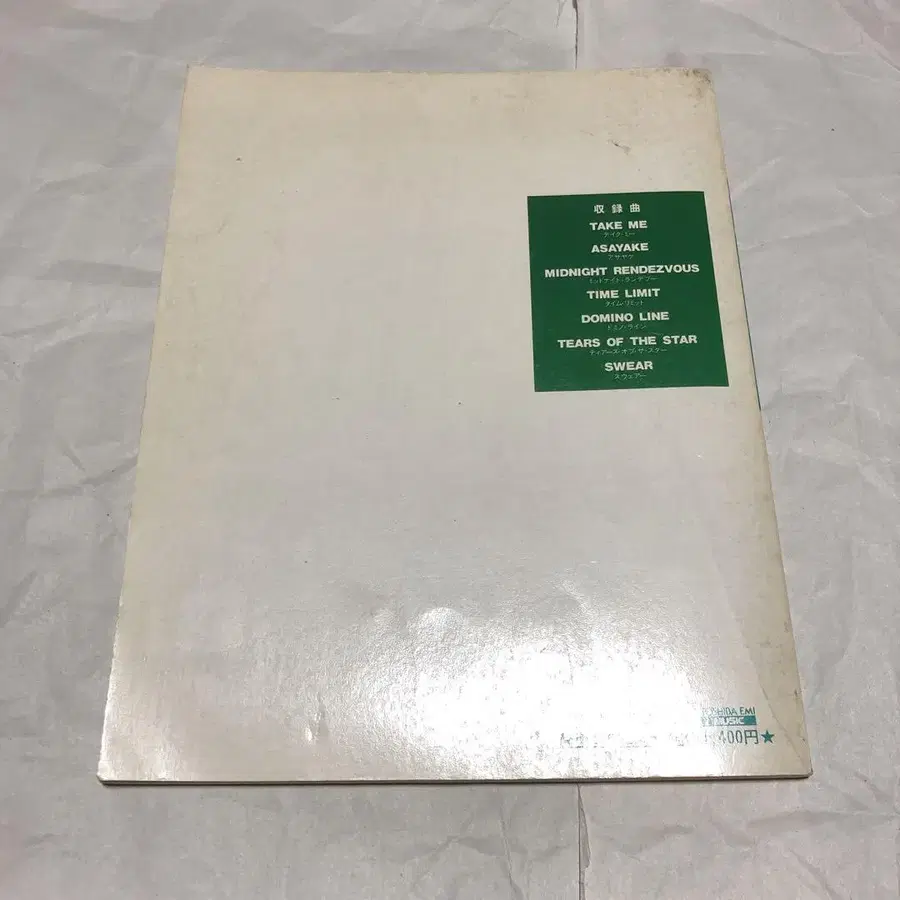 収録曲
TAKE ME
テイク・ミー
ASAYAKE
アサヤケ
MIDNIGHT RENDEZVOUS
ミッドナイト・ランデブー
TIME LIMIT
タイム・リミット
DOMINO LINE
ドミノ・ライン
TEARS OF THE STAR
ティアーズ・オブ・ザ・スター
SWEAR
スウェアー
TOSHIBA EMI
MUSIC
400円★